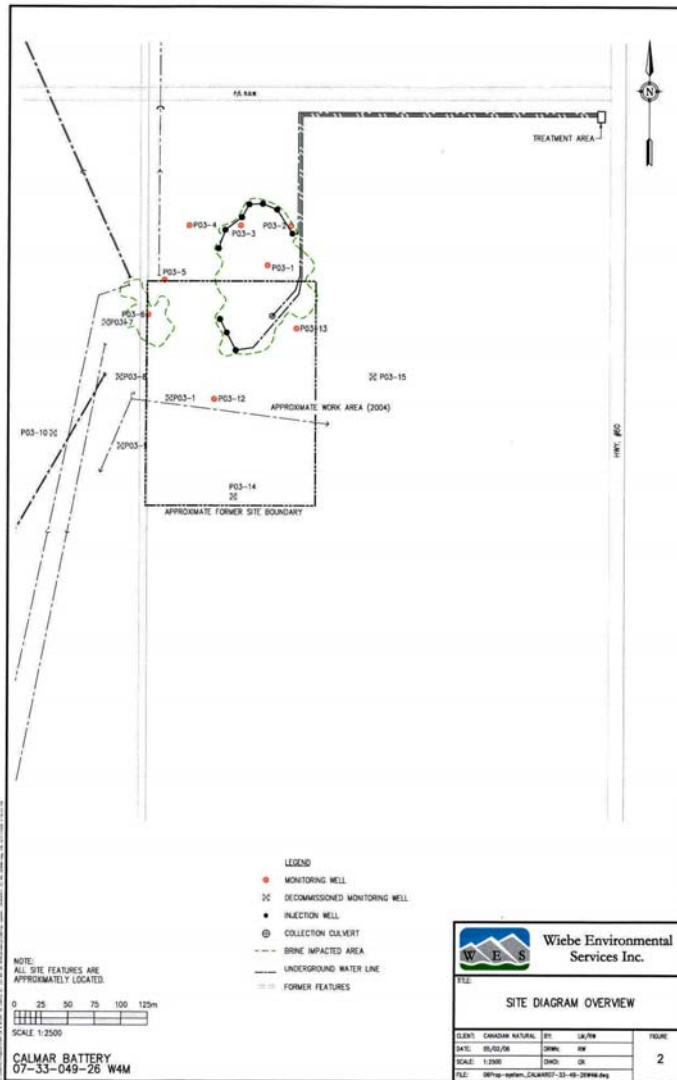 N
TREATMENT AREA
P03-4
P03-3
P03-2
P03-1
P03-5
P03-6
P03-7
P03-13
P03-8
P03-15
P03-1
P03-12
APPROXIMATE WORK AREA (2004)
P03-10
P03-9
HWY. #60
P03-14
APPROXIMATE FORMER SITE BOUNDARY
LEGEND
MONITORING WELL
DECOMMISSIONED MONITORING WELL
INJECTION WELL
COLLECTION CULVERT
BRINE IMPACTED AREA
UNDERGROUND WATER LINE
FORMER FEATURES
NOTE:
ALL SITE FEATURES ARE
APPROXIMATELY LOCATED.
0 25 50 75 100 125m
SCALE 1:2500
CALMAR BATTERY
07-33-049-26 W4M
W E S
Wiebe Environmental
Services Inc.
TITLE:
SITE DIAGRAM OVERVIEW
CLIENT: CANADIAN NATURAL
BY:
FIGURE
DATE:
DRWN: RW
2
SCALE: 1:2500
CHKD:
FILE: